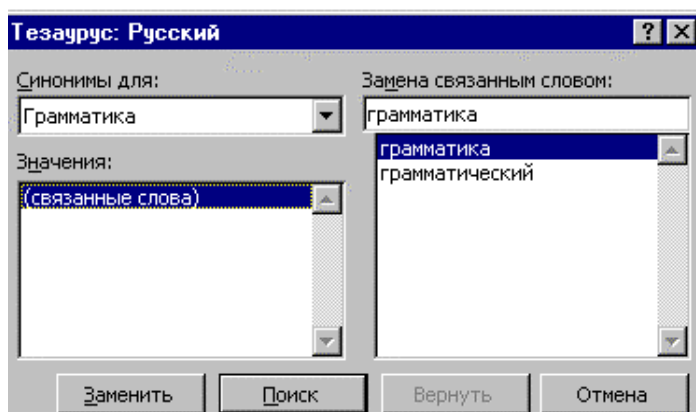 Тезаурус: Русский
Синонимы для:
Грамматика
Значения:
(связанные слова)
Замена связанным словом:
грамматика
грамматика
грамматический
Заменить
Поиск
Вернуть
Отмена